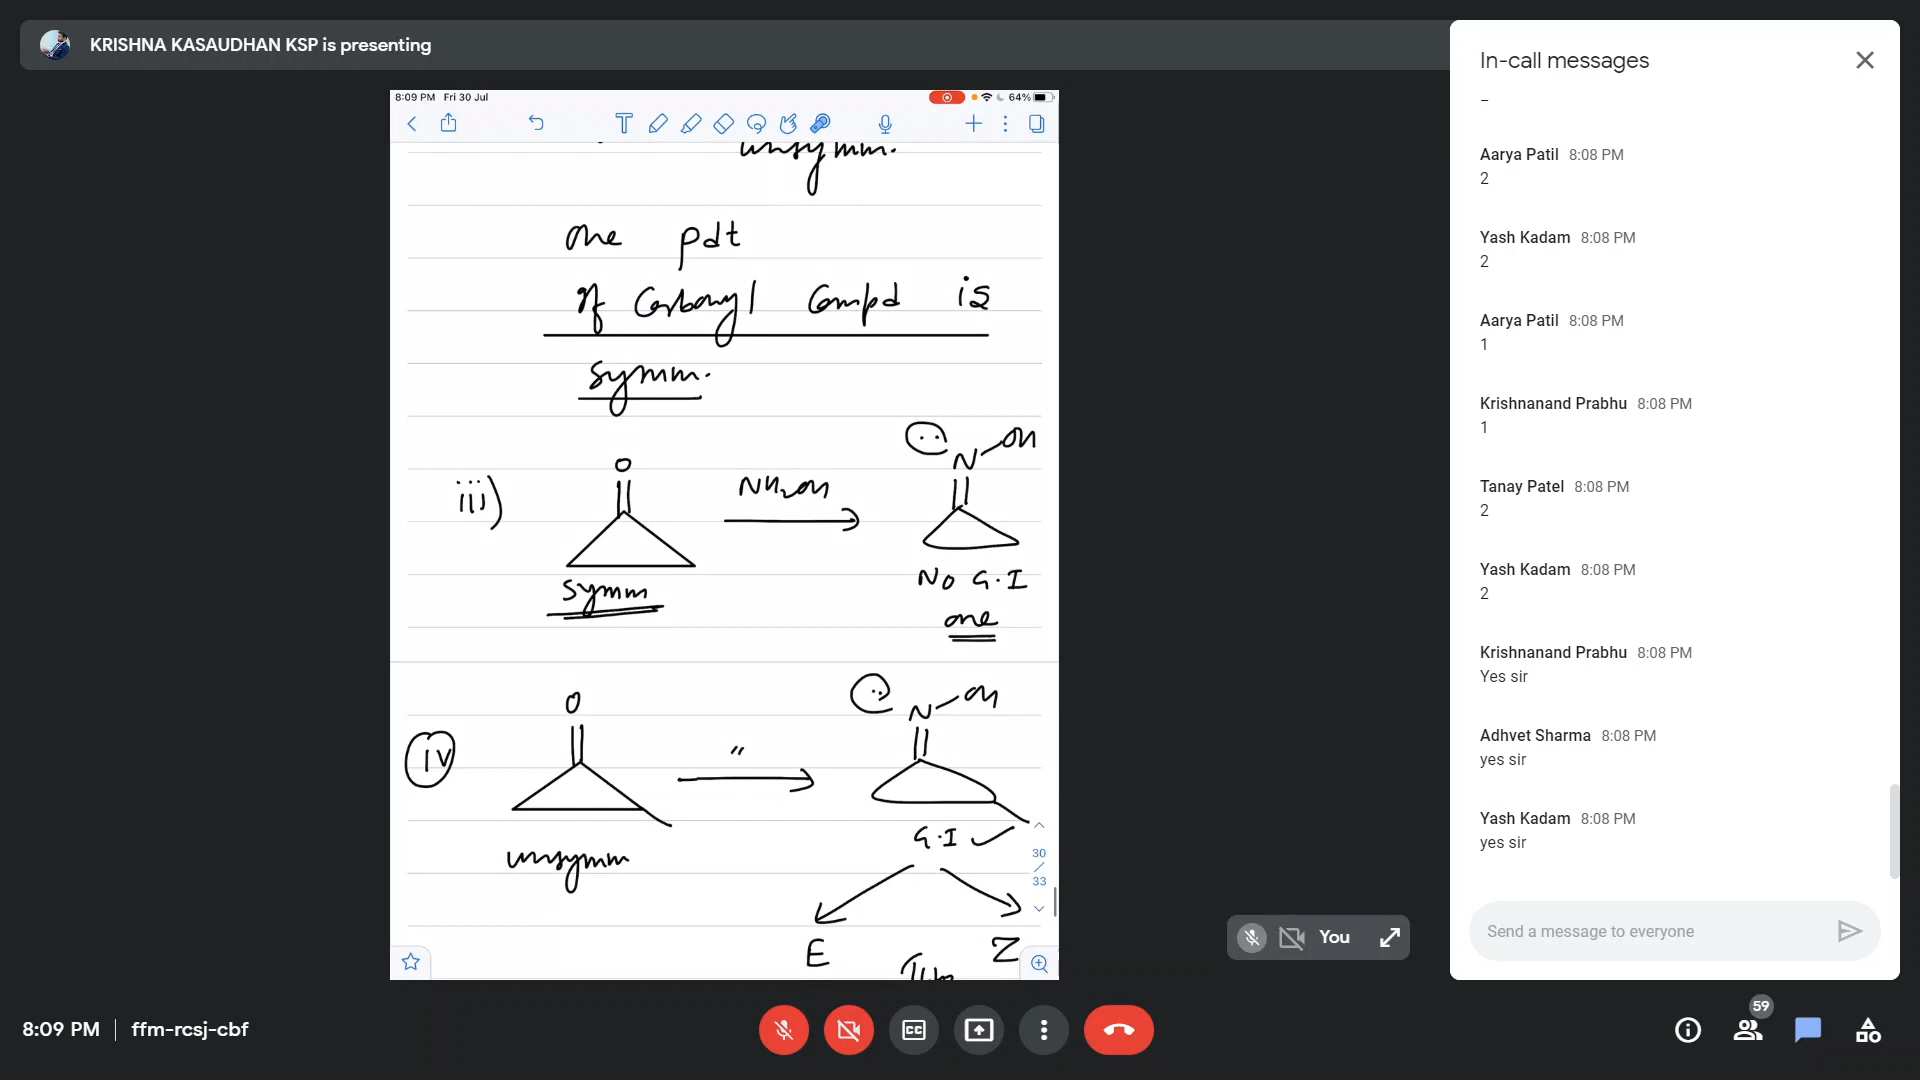 KRISHNA KASAUDHAN KSP is presenting
8:09 PM Fri 30 Jul
64%
unsymm.
one pdt
if Carbonyl Compd is
symm.
iii)
O
NH2OH
N OH
symm
No G.I
one
iv
O
"
N OH
unsymm
G.I
E
Z
30
33
In-call messages
Aarya Patil 8:08 PM
2
Yash Kadam 8:08 PM
2
Aarya Patil 8:08 PM
1
Krishnanand Prabhu 8:08 PM
1
Tanay Patel 8:08 PM
2
Yash Kadam 8:08 PM
2
Krishnanand Prabhu 8:08 PM
Yes sir
Adhvet Sharma 8:08 PM
yes sir
Yash Kadam 8:08 PM
yes sir
Send a message to everyone
You
8:09 PM ffm-rcsj-cbf
CC
59